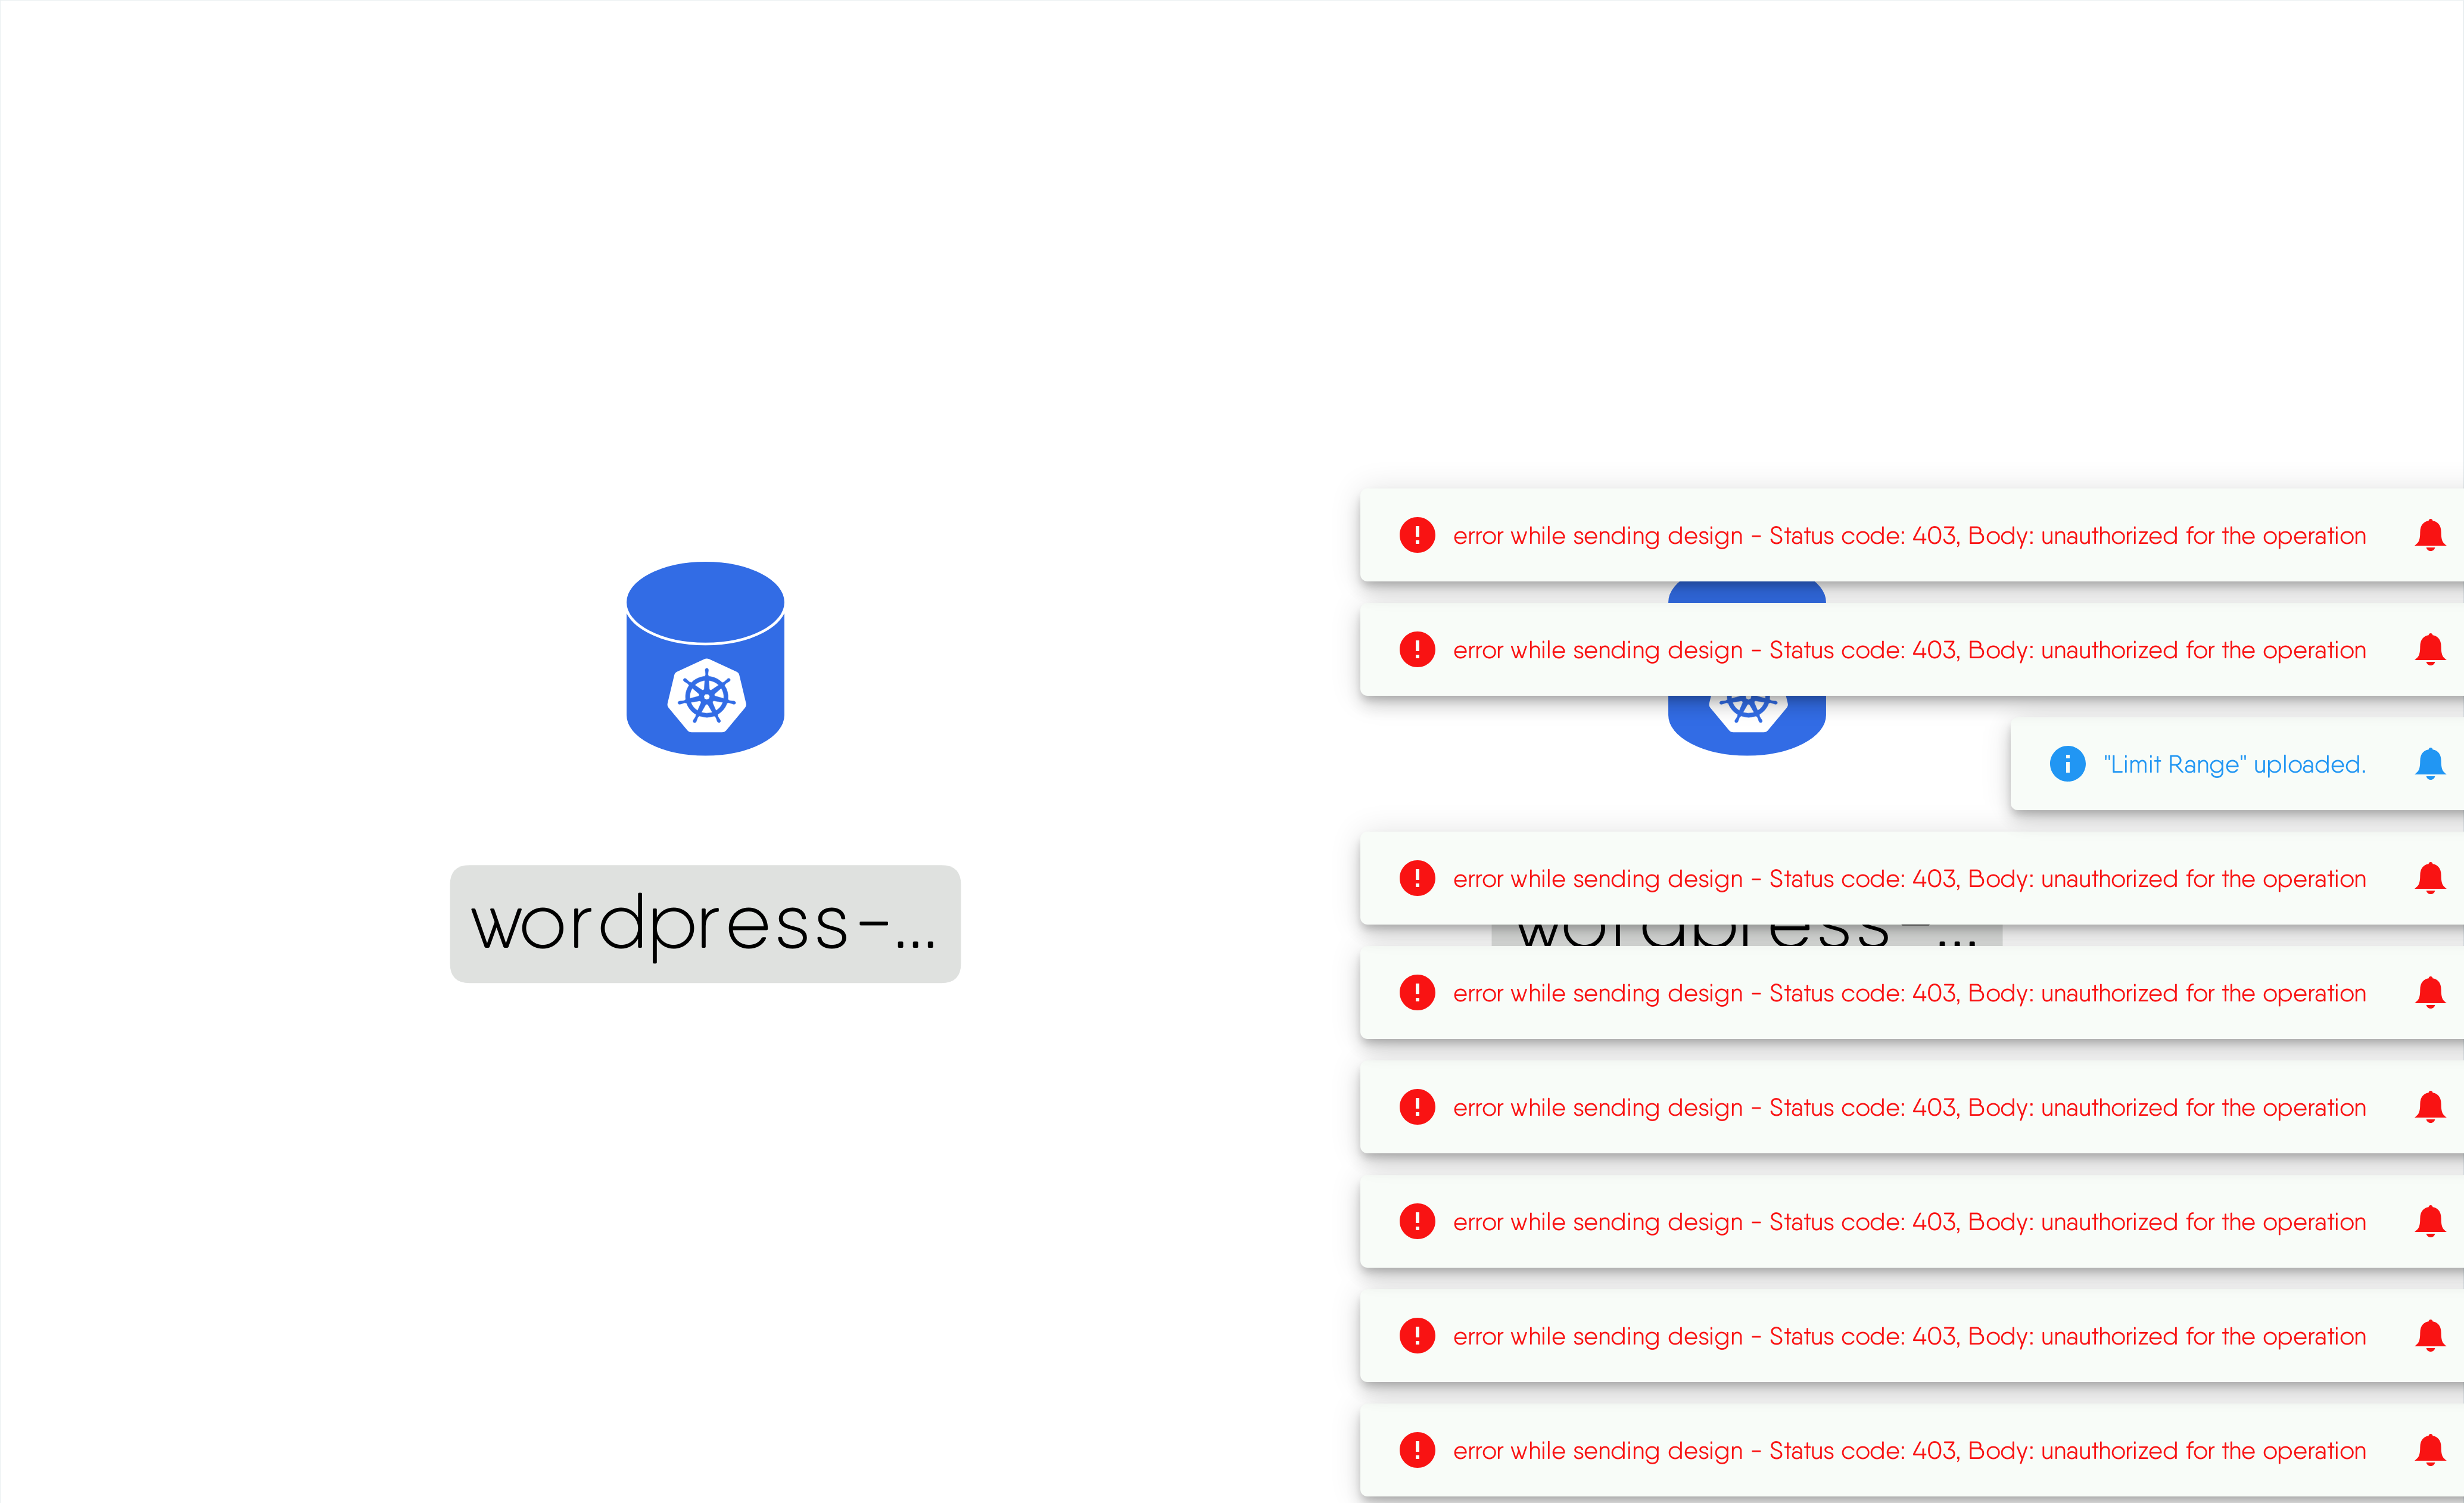 error while sending design - Status code: 403, Body: unauthorized for the operation
error while sending design - Status code: 403, Body: unauthorized for the operation
"Limit Range" uploaded.
error while sending design - Status code: 403, Body: unauthorized for the operation
wordpress-...
wordpress-...
error while sending design - Status code: 403, Body: unauthorized for the operation
error while sending design - Status code: 403, Body: unauthorized for the operation
error while sending design - Status code: 403, Body: unauthorized for the operation
error while sending design - Status code: 403, Body: unauthorized for the operation
error while sending design - Status code: 403, Body: unauthorized for the operation